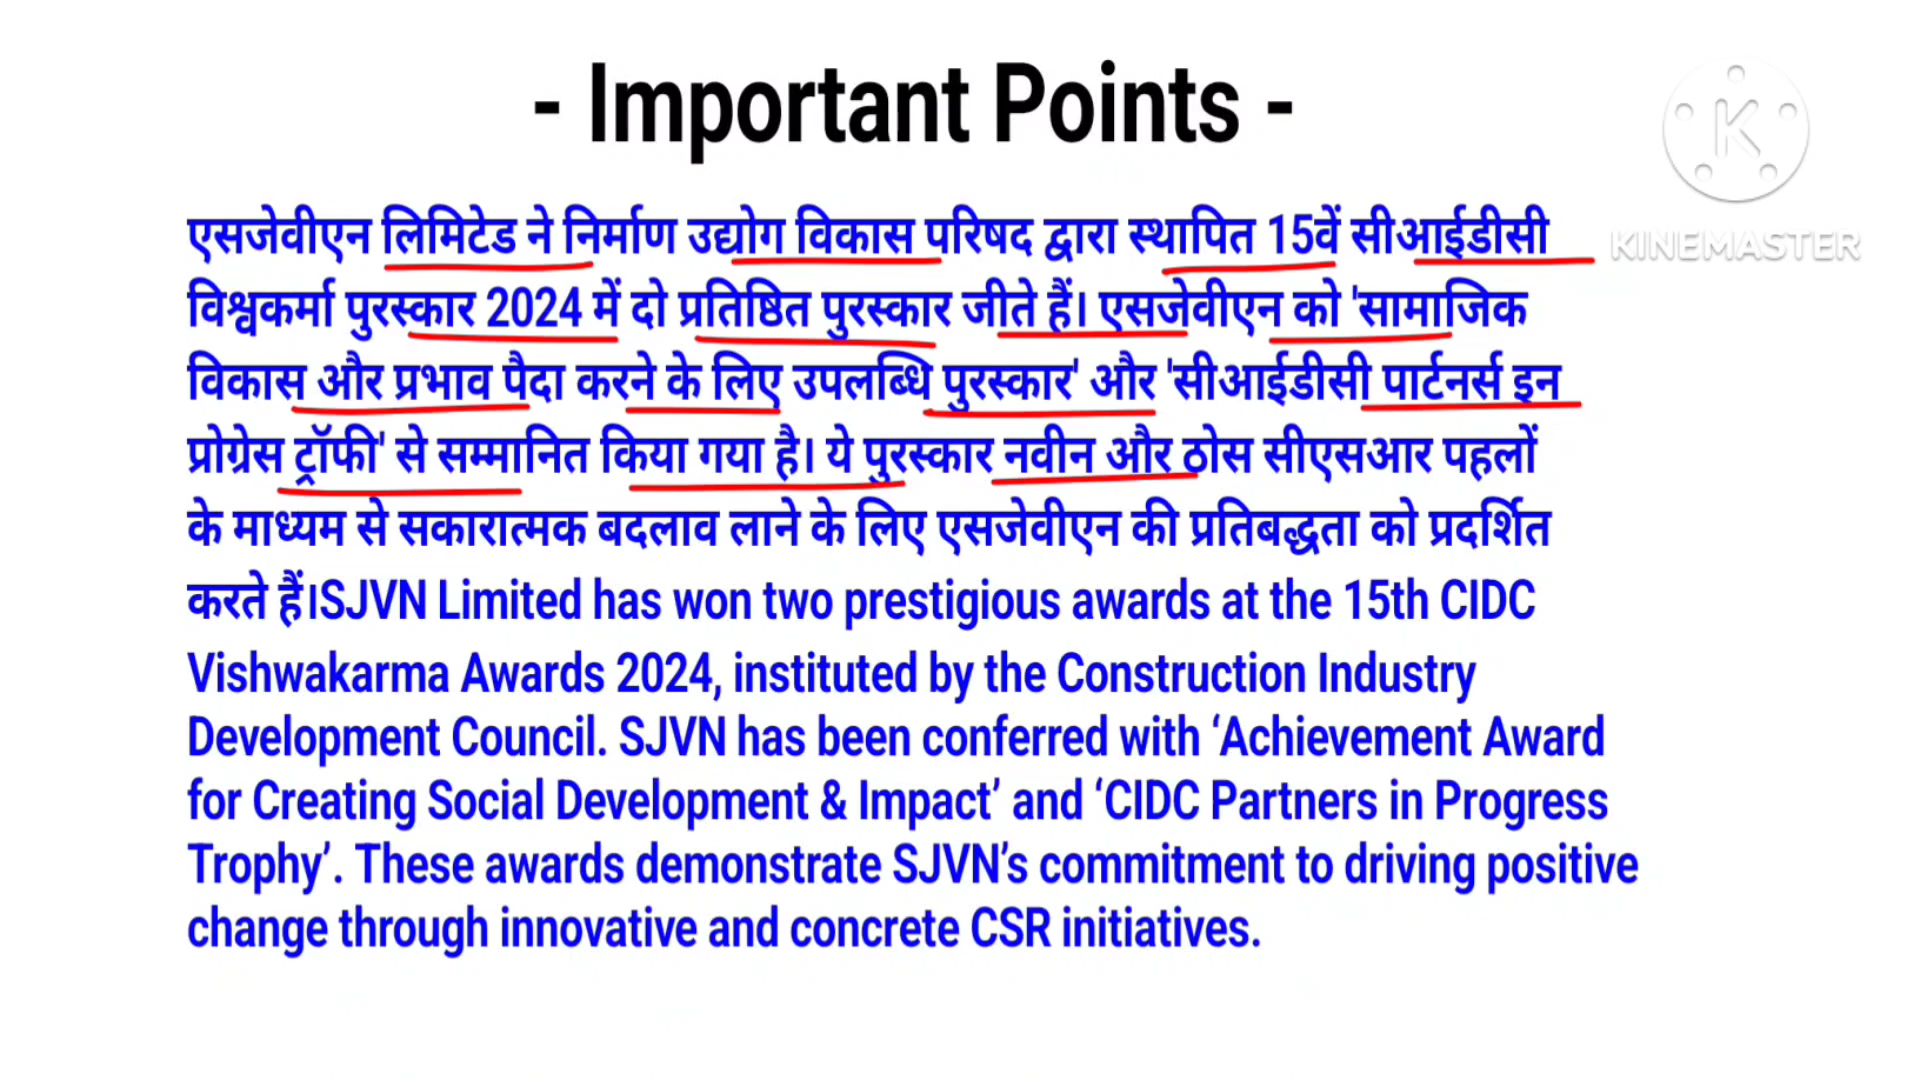 - Important Points -
K
KINEMASTER
एसजेवीएन लिमिटेड ने निर्माण उद्योग विकास परिषद द्वारा स्थापित 15वें सीआईडीसी
विश्वकर्मा पुरस्कार 2024 में दो प्रतिष्ठित पुरस्कार जीते हैं। एसजेवीएन को 'सामाजिक
विकास और प्रभाव पैदा करने के लिए उपलब्धि पुरस्कार' और 'सीआईडीसी पार्टनर्स इन
प्रोग्रेस ट्रॉफी' से सम्मानित किया गया है। ये पुरस्कार नवीन और ठोस सीएसआर पहलों
के माध्यम से सकारात्मक बदलाव लाने के लिए एसजेवीएन की प्रतिबद्धता को प्रदर्शित
करते हैं।SJVN Limited has won two prestigious awards at the 15th CIDC
Vishwakarma Awards 2024, instituted by the Construction Industry
Development Council. SJVN has been conferred with ‘Achievement Award
for Creating Social Development & Impact’ and ‘CIDC Partners in Progress
Trophy’. These awards demonstrate SJVN’s commitment to driving positive
change through innovative and concrete CSR initiatives.